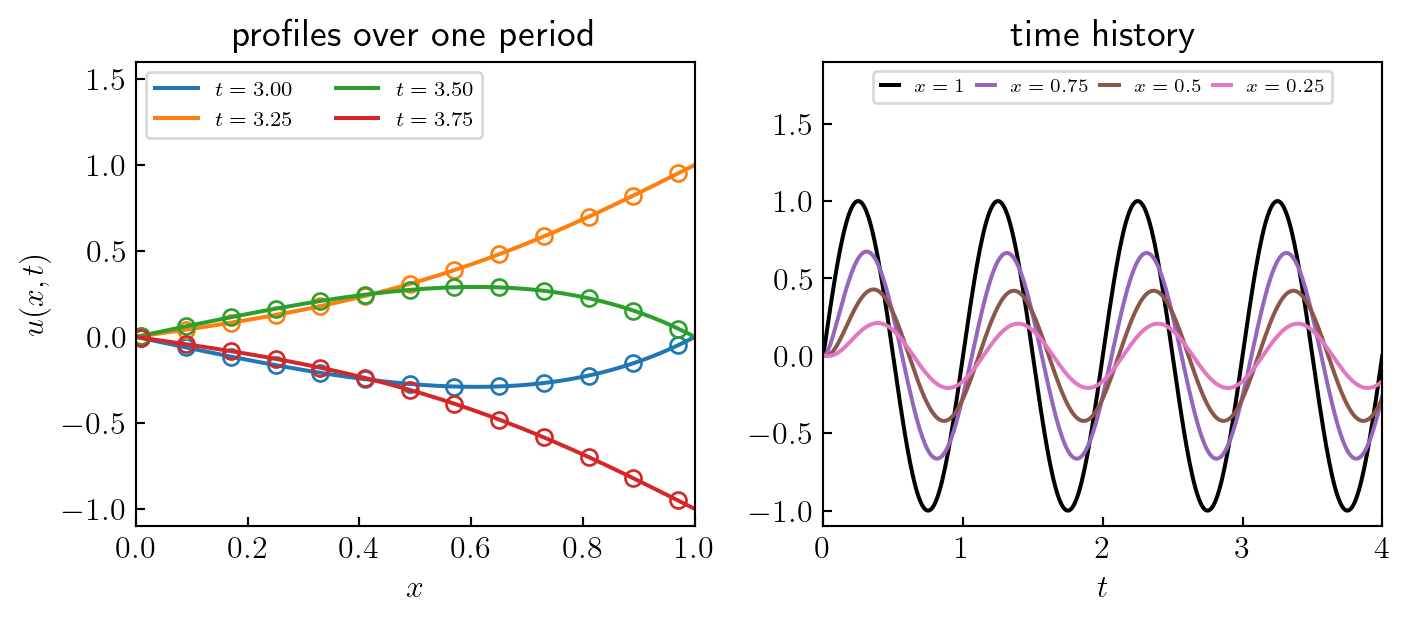 profiles over one period
1.5
1.0
0.5
0.0
−0.5
−1.0
u(x, t)
t = 3.00
t = 3.25
t = 3.50
t = 3.75
0.0 0.2 0.4 0.6 0.8 1.0
x
time history
x = 1 x = 0.75 x = 0.5 x = 0.25
1.5
1.0
0.5
0.0
−0.5
−1.0
0 1 2 3 4
t